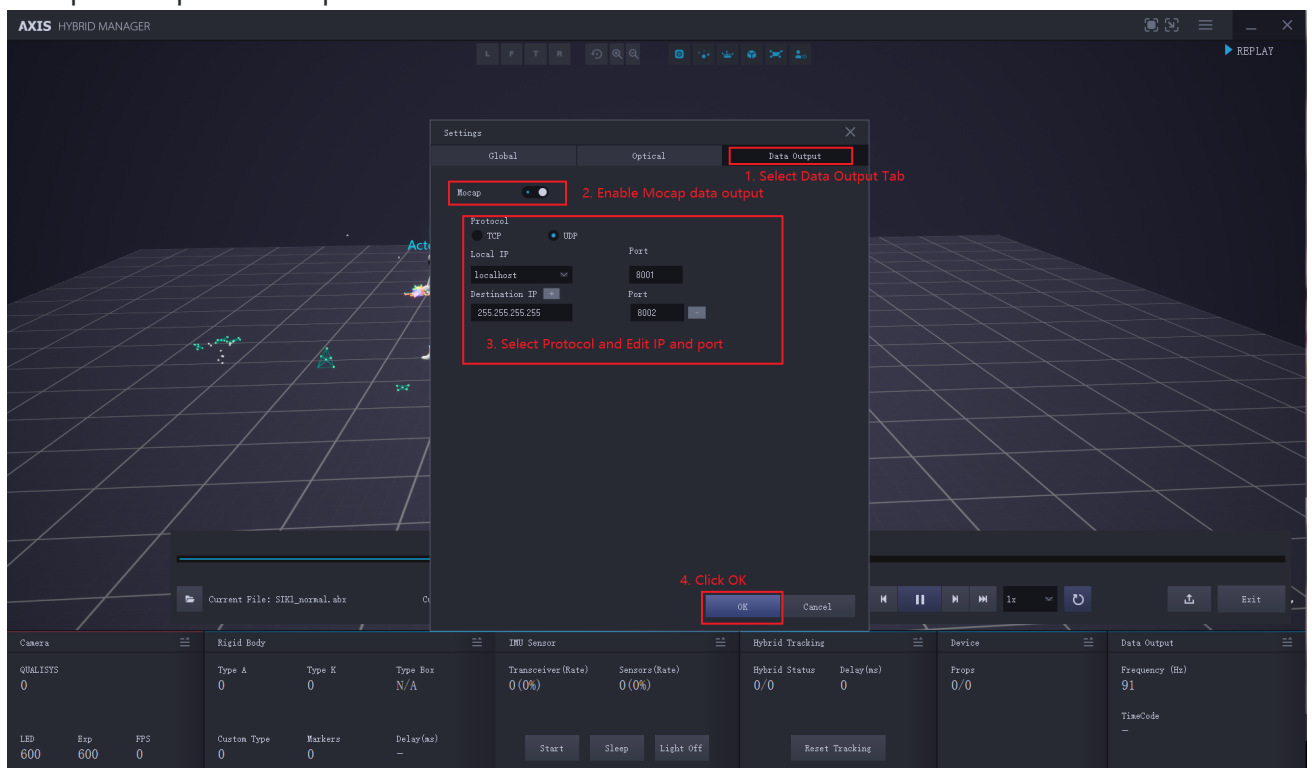 AXIS HYBRID MANAGER
L F T R
REPLAY
Settings
Global Optical Data Output
1. Select Data Output Tab
Mocap
2. Enable Mocap data output
Protocol
TCP UDP
Local IP Port
localhost 8001
Destination IP + Port
255.255.255.255 8002 -
3. Select Protocol and Edit IP and port
4. Click OK
OK Cancel
Current File: SIK1_normal.abx
1x
Exit
Camera
QUALISYS
0
LED Exp FPS
600 600 0
Rigid Body
Type A Type K Type Box
0 0 N/A
Custom Type Markers Delay(ms)
0 0 –
IMU Sensor
Transceiver(Rate) Sensors(Rate)
0(0%) 0(0%)
Start Sleep Light Off
Hybrid Tracking
Hybrid Status Delay(ms)
0/0 0
Reset Tracking
Device
Props
0/0
Data Output
Frequency (Hz)
91
TimeCode
–